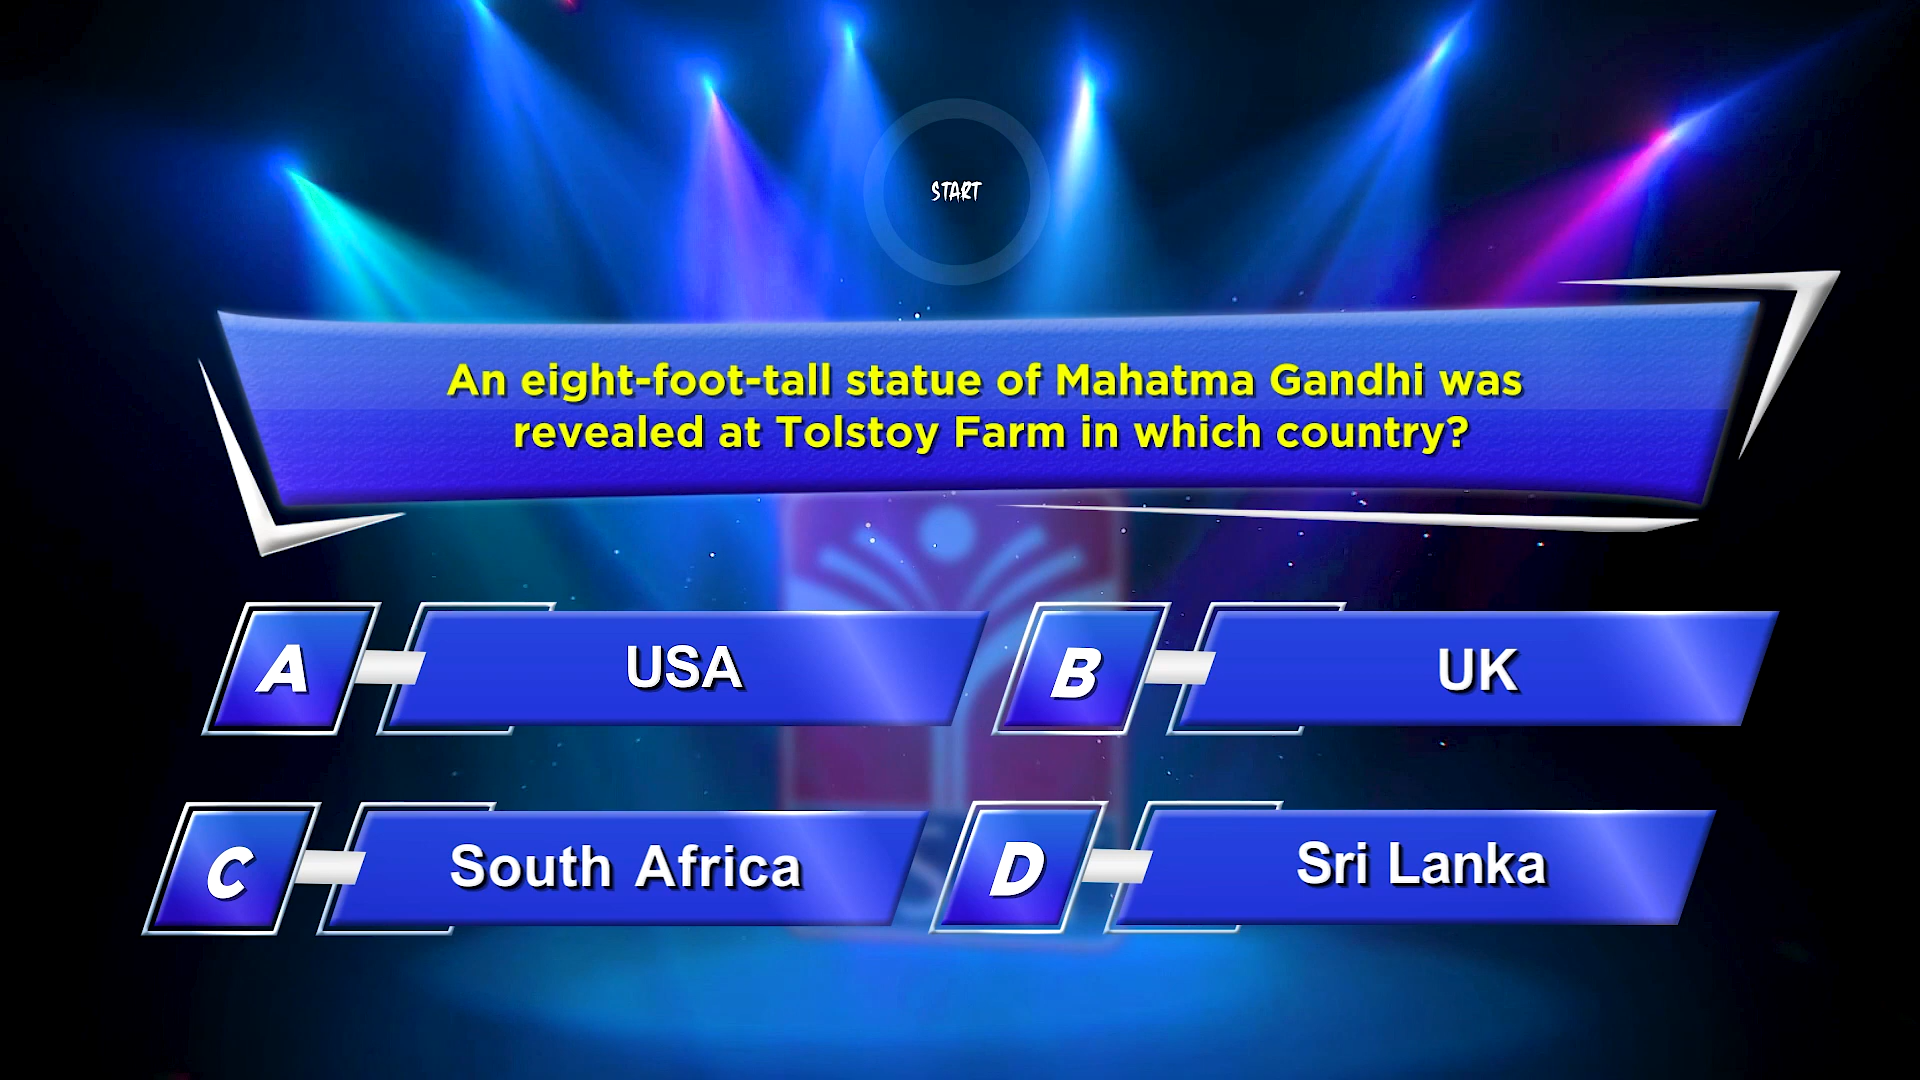 START
An eight-foot-tall statue of Mahatma Gandhi was
revealed at Tolstoy Farm in which country?
A USA
B UK
C South Africa
D Sri Lanka